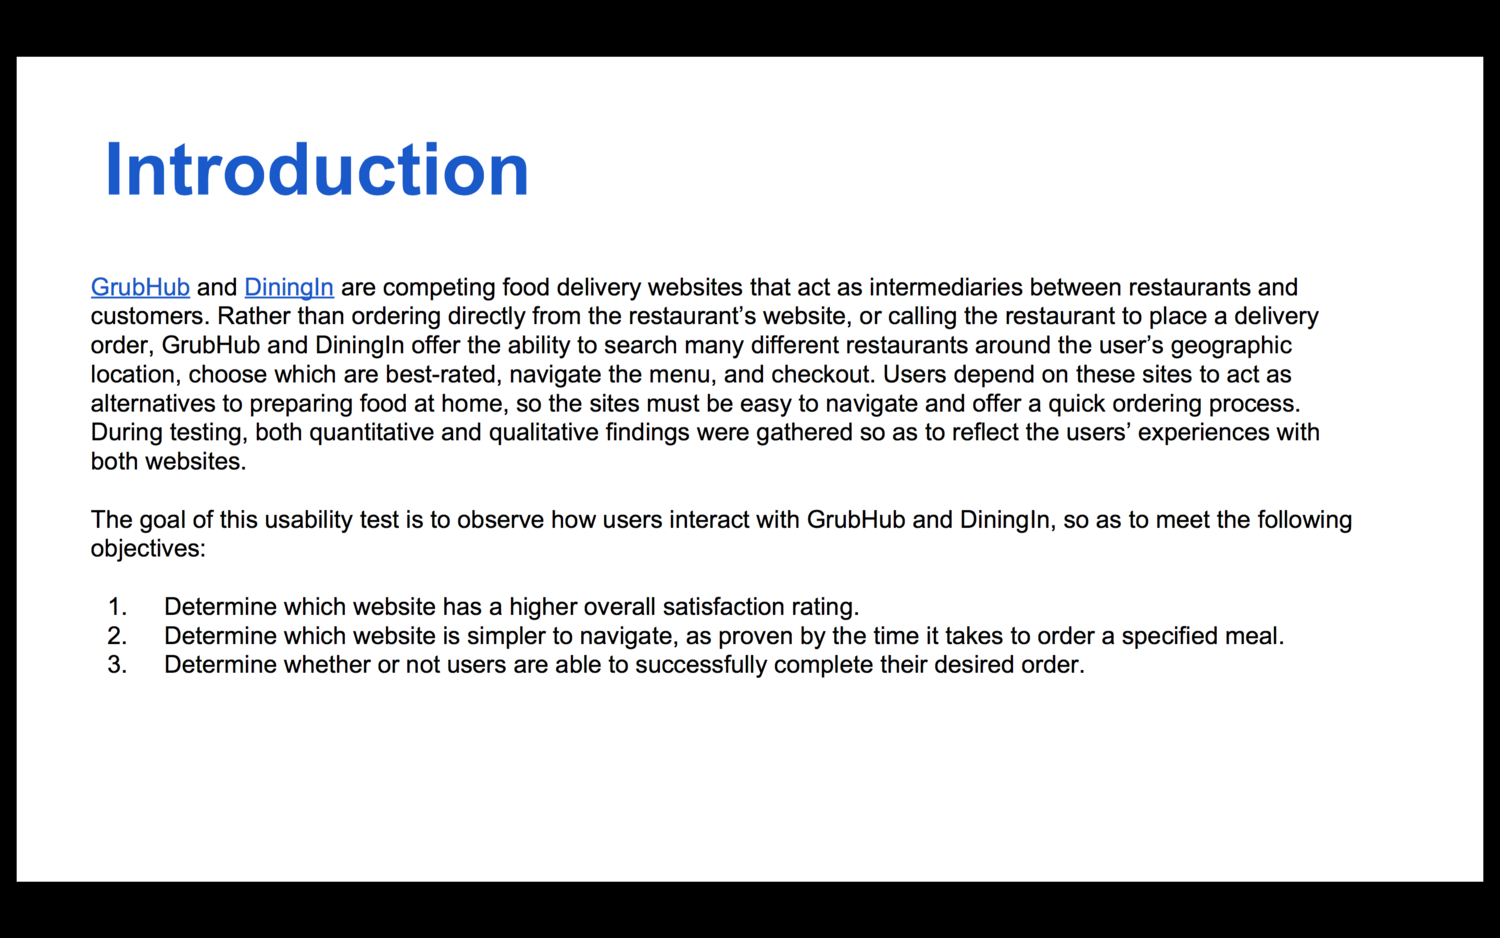 Introduction
GrubHub and DiningIn are competing food delivery websites that act as intermediaries between restaurants and
customers. Rather than ordering directly from the restaurant’s website, or calling the restaurant to place a delivery
order, GrubHub and DiningIn offer the ability to search many different restaurants around the user’s geographic
location, choose which are best-rated, navigate the menu, and checkout. Users depend on these sites to act as
alternatives to preparing food at home, so the sites must be easy to navigate and offer a quick ordering process.
During testing, both quantitative and qualitative findings were gathered so as to reflect the users’ experiences with
both websites.
The goal of this usability test is to observe how users interact with GrubHub and DiningIn, so as to meet the following
objectives:
1. Determine which website has a higher overall satisfaction rating.
2. Determine which website is simpler to navigate, as proven by the time it takes to order a specified meal.
3. Determine whether or not users are able to successfully complete their desired order.